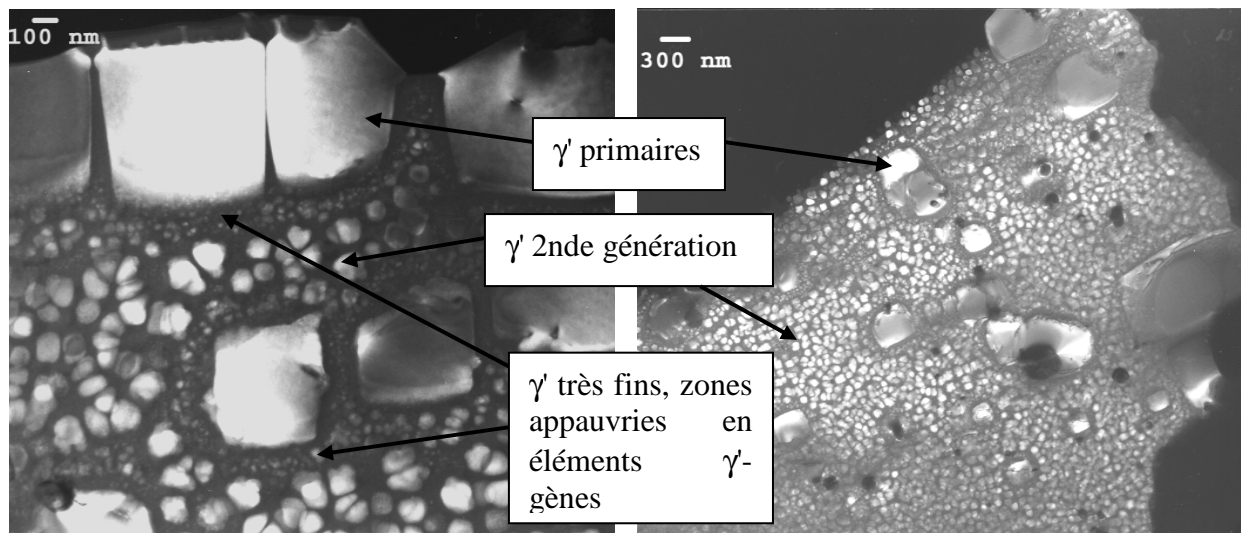 100 nm
300 nm
γ' primaires
γ' 2nde génération
γ' très fins, zones
appauvries en
éléments γ'-
gènes